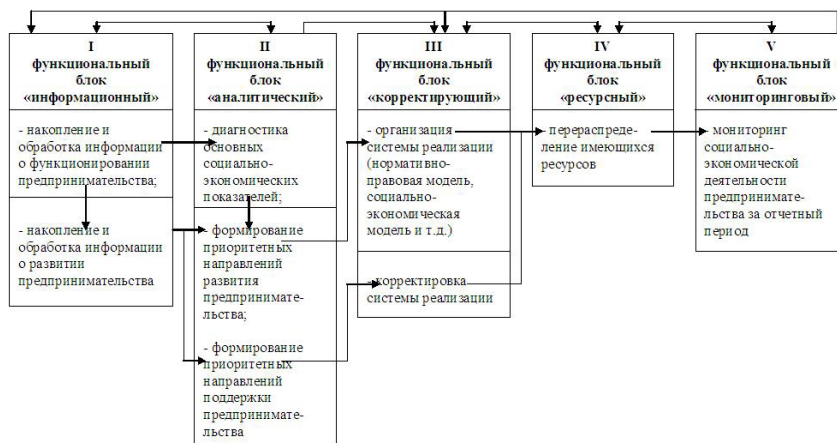 I
функциональный
блок
«информационный»
- накопление и
обработка информации
о функционировании
предпринимательства;
- накопление и
обработка информации
о развитии
предпринимательства
II
функциональный
блок
«аналитический»
- диагностика
основных
социально-
экономических
показателей;
- формирование
приоритетных
направлений
развития
предпринимате-
льства;
- формирование
приоритетных
направлений
поддержки
предпринимате-
льства
III
функциональный
блок
«корректирующий»
- организация
системы реализации
(нормативно-
правовая модель,
социально-
экономическая
модель и т.д.)
- корректировка
системы реализации
IV
функциональный
блок
«ресурсный»
- перераспреде-
ление имеющихся
ресурсов
V
функциональный
блок
«мониторинговый»
- мониторинг
социально-
экономической
деятельности
предпринимате-
льства за отчетный
период